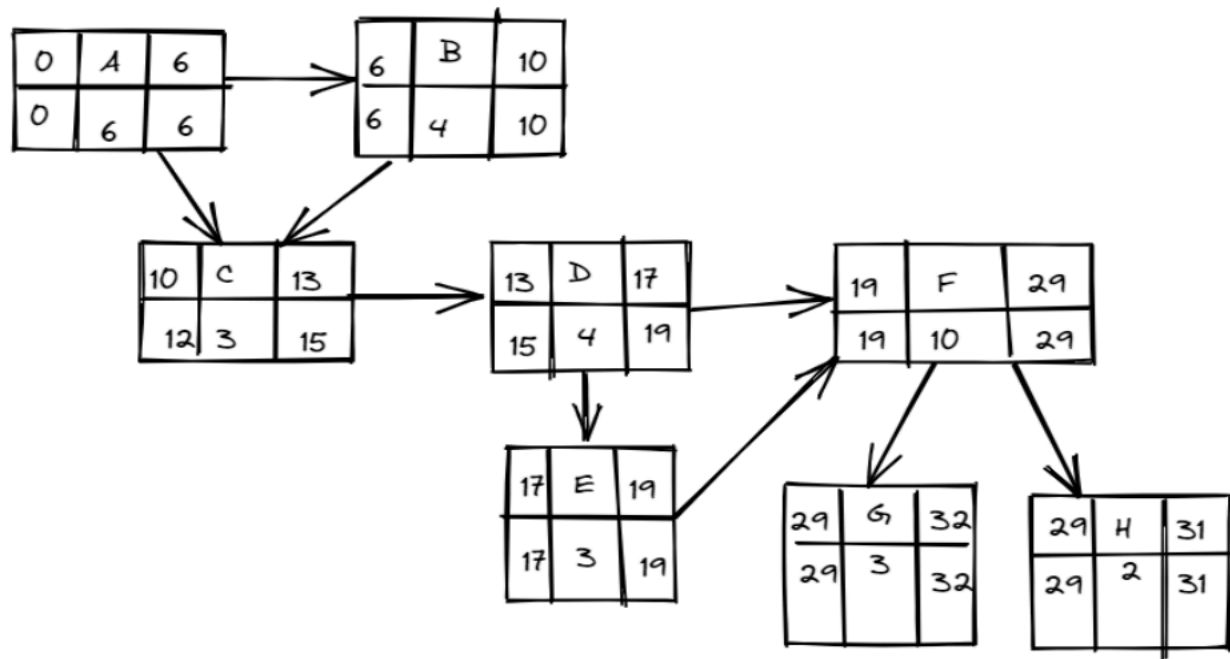 0 A 6
0 6 6
6 B 10
6 4 10
10 C 13
12 3 15
13 D 17
15 4 19
19 F 29
19 10 29
17 E 19
17 3 19
29 G 32
29 3 32
29 H 31
29 2 31